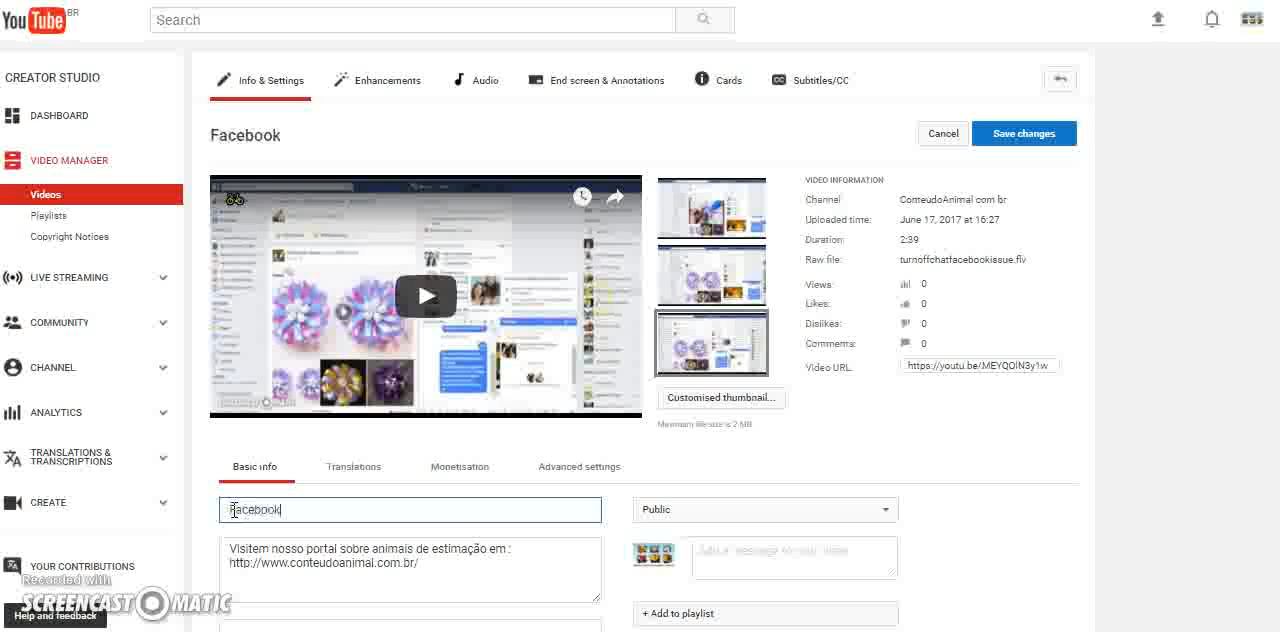 YouTube BR
Search
CREATOR STUDIO
DASHBOARD
VIDEO MANAGER
Videos
Playlists
Copyright Notices
LIVE STREAMING
COMMUNITY
CHANNEL
ANALYTICS
TRANSLATIONS &
TRANSCRIPTIONS
CREATE
YOUR CONTRIBUTIONS
Recorded with
SCREENCAST-O-MATIC
Help and feedback
Info & Settings
Enhancements
Audio
End screen & Annotations
Cards
CC Subtitles/CC
Facebook
Cancel
Save changes
VIDEO INFORMATION
Channel: ConteudoAnimal com br
Uploaded time: June 17, 2017 at 16:27
Duration: 2:39
Raw file: turnoffchatfacebookissue.flv
Views: 0
Likes: 0
Dislikes: 0
Comments: 0
Video URL: https://youtu.be/MEYQOlN3y1w
Customised thumbnail...
Maximum file size is 2 MB
Basic info
Translations
Monetisation
Advanced settings
Facebook
Public
Visitem nosso portal sobre animais de estimação em :
http://www.conteudoanimal.com.br/
Add a message to your video
+ Add to playlist